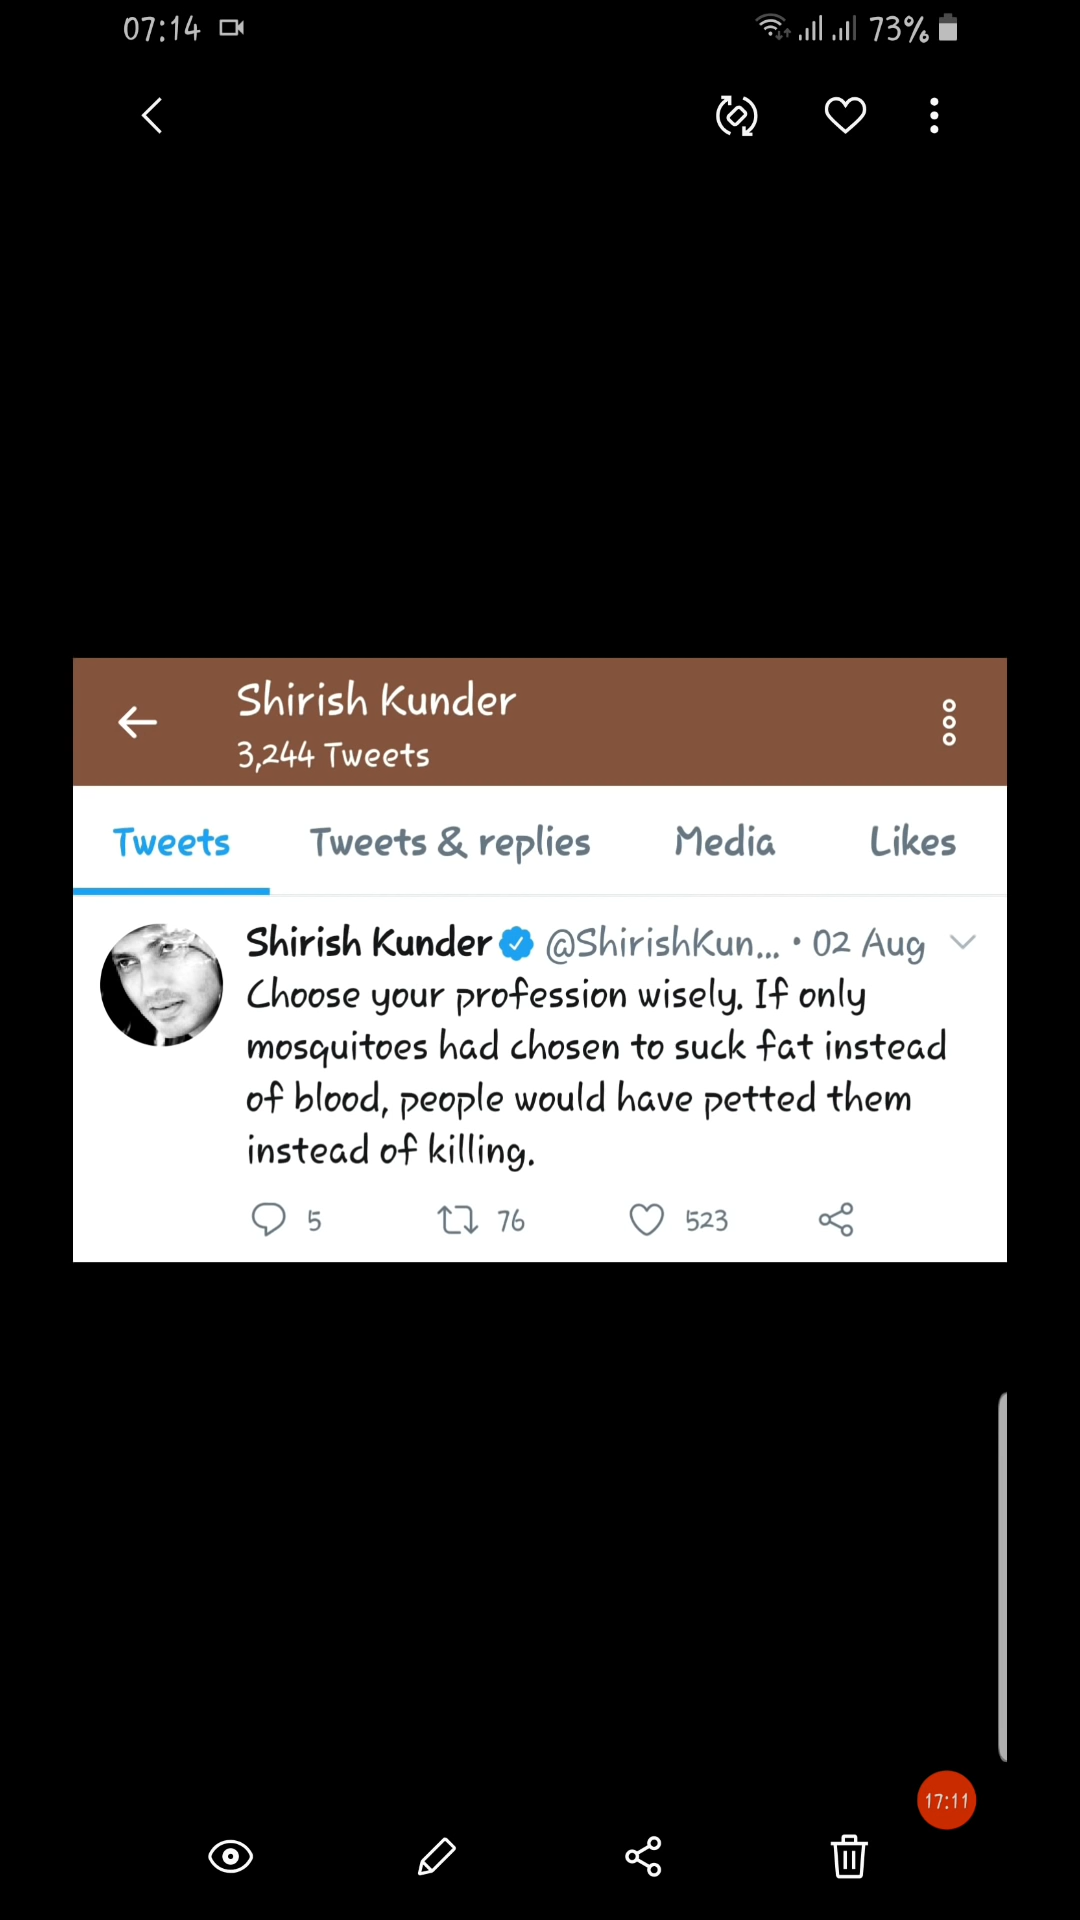 07:14 73%
Shirish Kunder
3,244 Tweets
Tweets Tweets & replies Media Likes
Shirish Kunder @ShirishKun... • 02 Aug
Choose your profession wisely. If only
mosquitoes had chosen to suck fat instead
of blood, people would have petted them
instead of killing.
5 76 523
17:11